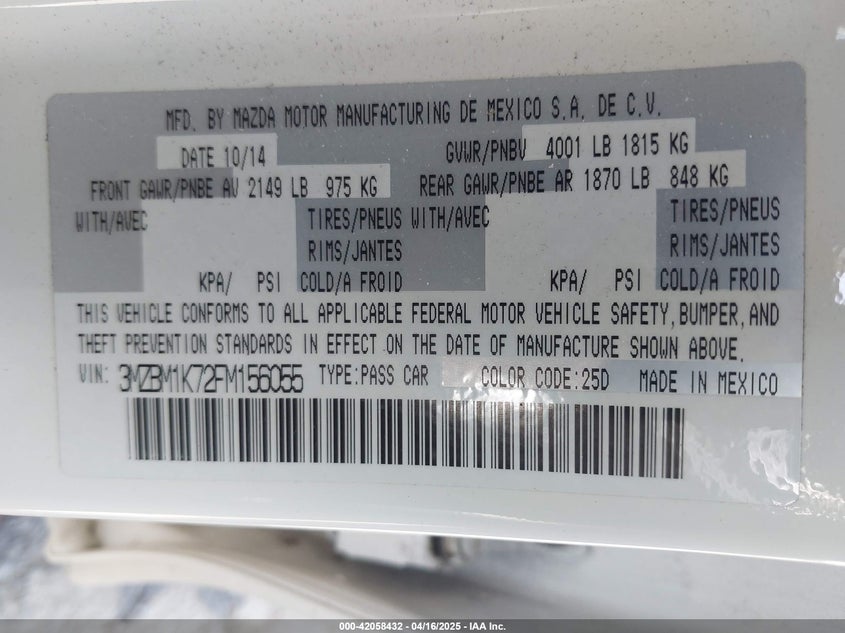 MFD. BY MAZDA MOTOR MANUFACTURING DE MEXICO S.A. DE C.V.
DATE 10/14 GVWR/PNBV 4001 LB 1815 KG
FRONT GAWR/PNBE AV 2149 LB 975 KG REAR GAWR/PNBE AR 1870 LB 848 KG
WITH/AVEC TIRES/PNEUS WITH/AVEC TIRES/PNEUS
RIMS/JANTES RIMS/JANTES
KPA/ PSI COLD/A FROID KPA/ PSI COLD/A FROID
THIS VEHICLE CONFORMS TO ALL APPLICABLE FEDERAL MOTOR VEHICLE SAFETY, BUMPER, AND
THEFT PREVENTION STANDARDS IN EFFECT ON THE DATE OF MANUFACTURE SHOWN ABOVE.
VIN: 3MZBM1K72FM156055 TYPE:PASS CAR COLOR CODE:25D MADE IN MEXICO
000-42058432 - 04/16/2025 - IAA Inc.